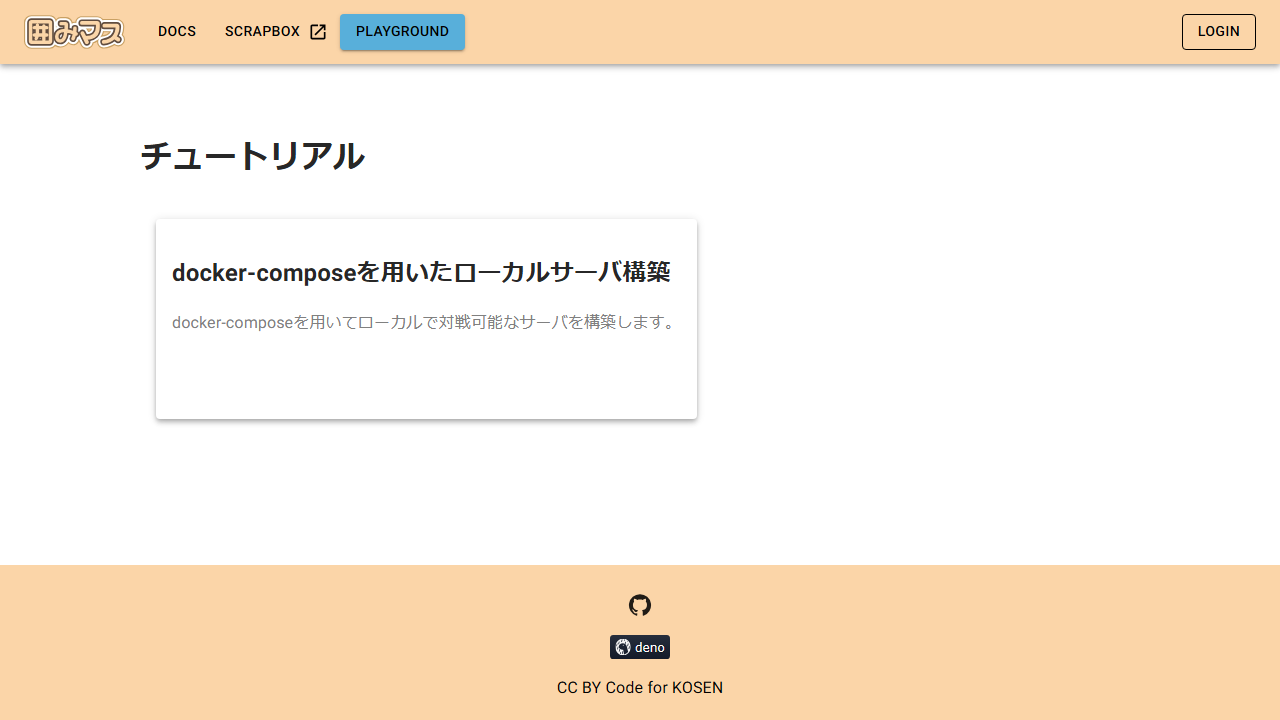 囲みマス
DOCS
SCRAPBOX
PLAYGROUND
LOGIN
チュートリアル
docker-composeを用いたローカルサーバ構築
docker-composeを用いてローカルで対戦可能なサーバを構築します。
deno
CC BY Code for KOSEN